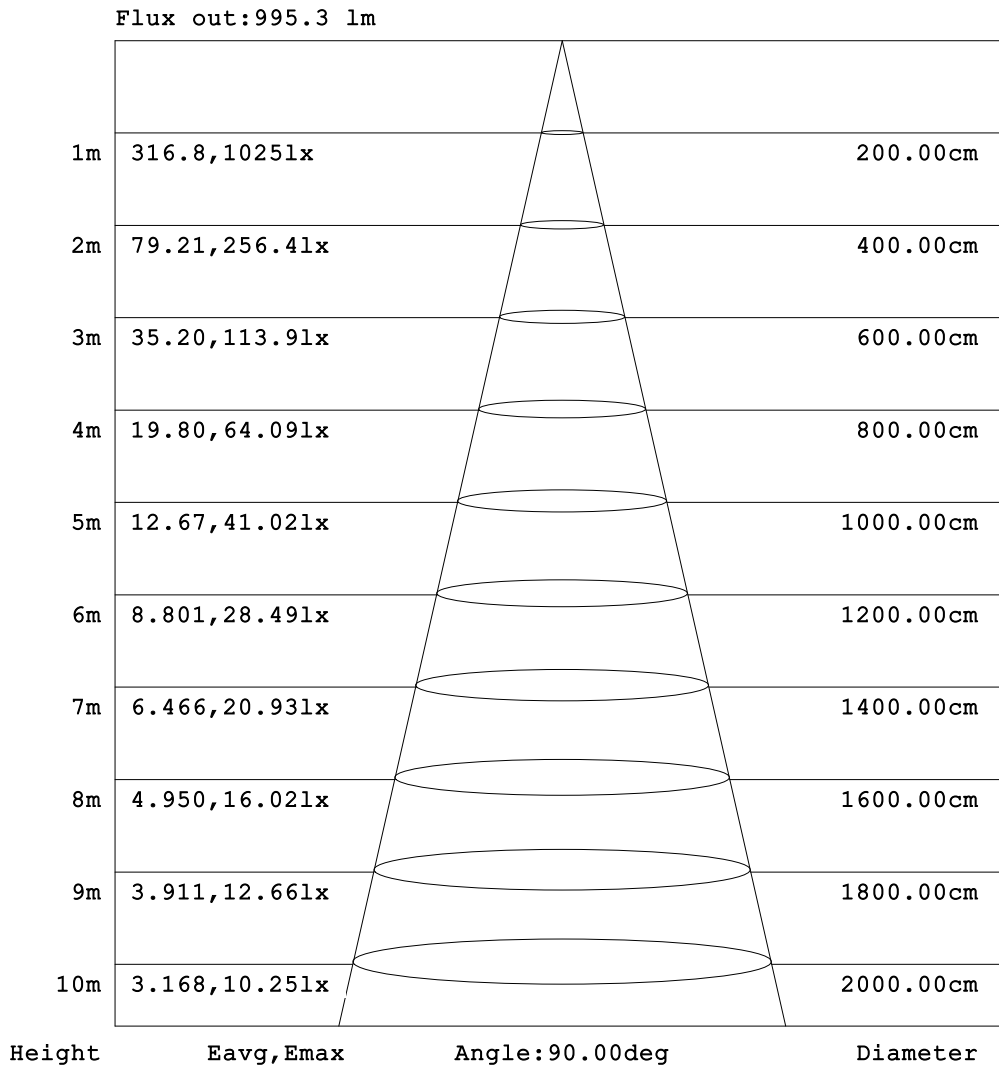 Flux out:995.3 lm
1m 316.8,1025lx 200.00cm
2m 79.21,256.4lx 400.00cm
3m 35.20,113.9lx 600.00cm
4m 19.80,64.09lx 800.00cm
5m 12.67,41.02lx 1000.00cm
6m 8.801,28.49lx 1200.00cm
7m 6.466,20.93lx 1400.00cm
8m 4.950,16.02lx 1600.00cm
9m 3.911,12.66lx 1800.00cm
10m 3.168,10.25lx 2000.00cm
Height Eavg,Emax Angle:90.00deg Diameter